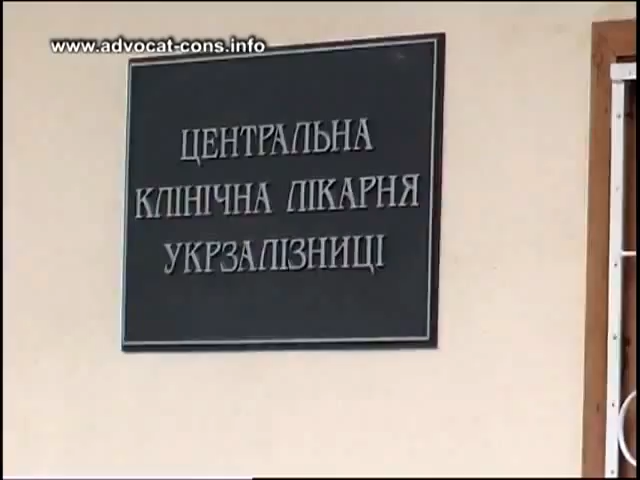 www.advocat-cons.info
ЦЕНТРАЛЬНА
КЛІНІЧНА ЛІКАРНЯ
УКРЗАЛІЗНИЦІ